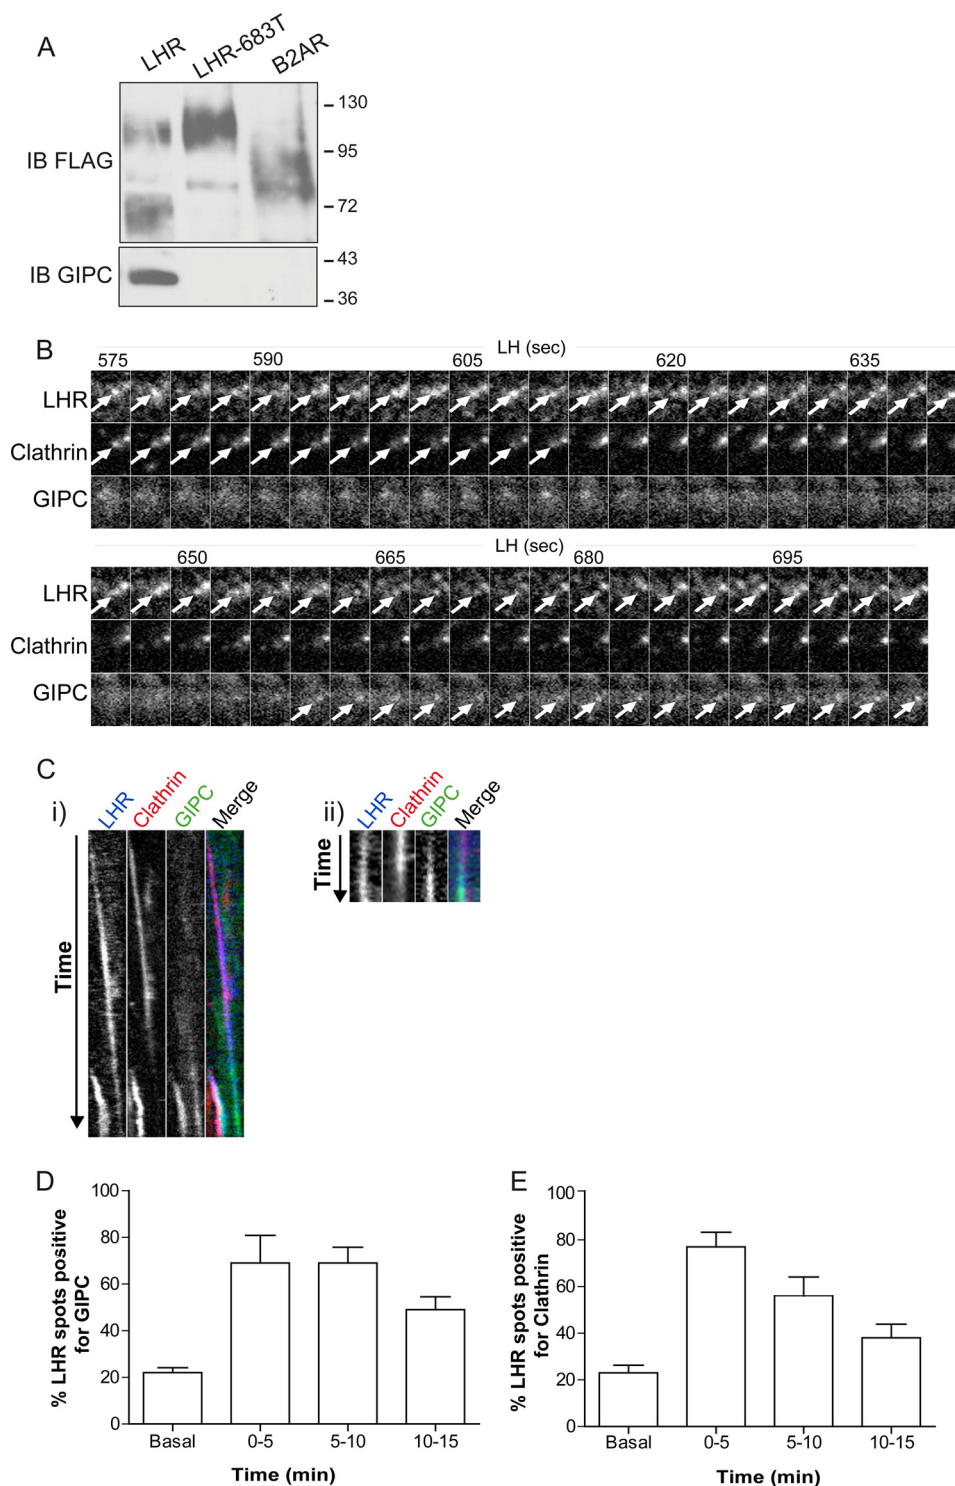 A
LHR LHR-683T B2AR
IB FLAG
130
95
72
IB GIPC
43
36
B
LH (sec)
575 590 605 620 635
LHR
Clathrin
GIPC
LH (sec)
650 665 680 695
LHR
Clathrin
GIPC
C
i) LHR Clathrin GIPC Merge
Time
ii) LHR Clathrin GIPC Merge
Time
D
% LHR spots positive
for GIPC
100
80
60
40
20
0
Basal 0-5 5-10 10-15
Time (min)
E
% LHR spots positive
for Clathrin
100
80
60
40
20
0
Basal 0-5 5-10 10-15
Time (min)